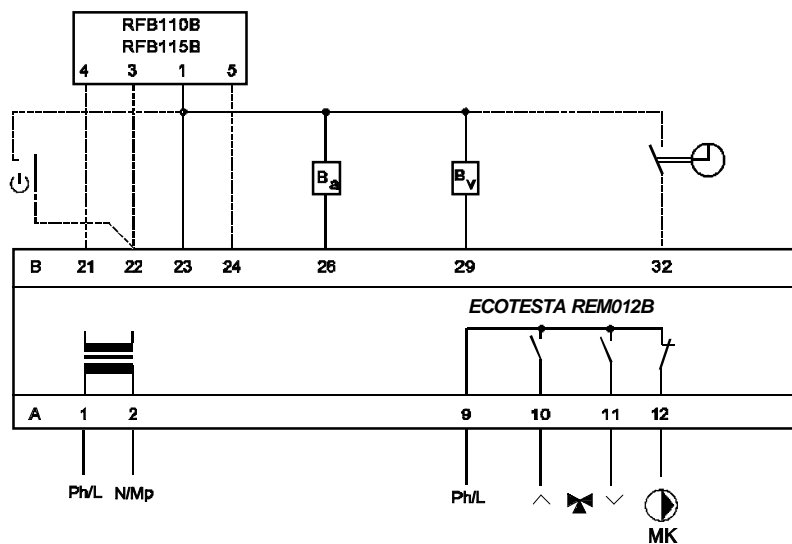 RFB110B
RFB115B
4 3 1 5
Ba Bv
B 21 22 23 24 26 29 32
ECOTESTA REM012B
A 1 2 9 10 11 12
Ph/L N/Mp Ph/L
MK